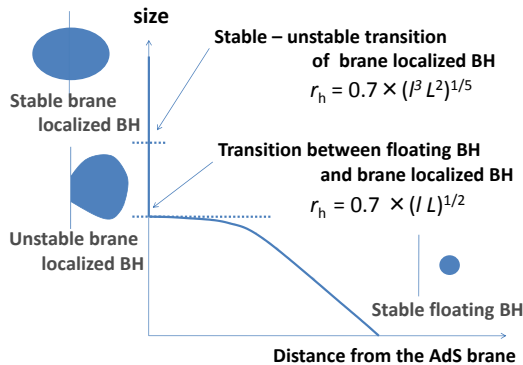 size
Stable – unstable transition
of brane localized BH
r_h = 0.7 × (l³ L²)^{1/5}
Stable brane
localized BH
Transition between floating BH
and brane localized BH
r_h = 0.7 × (l L)^{1/2}
Unstable brane
localized BH
Stable floating BH
Distance from the AdS brane